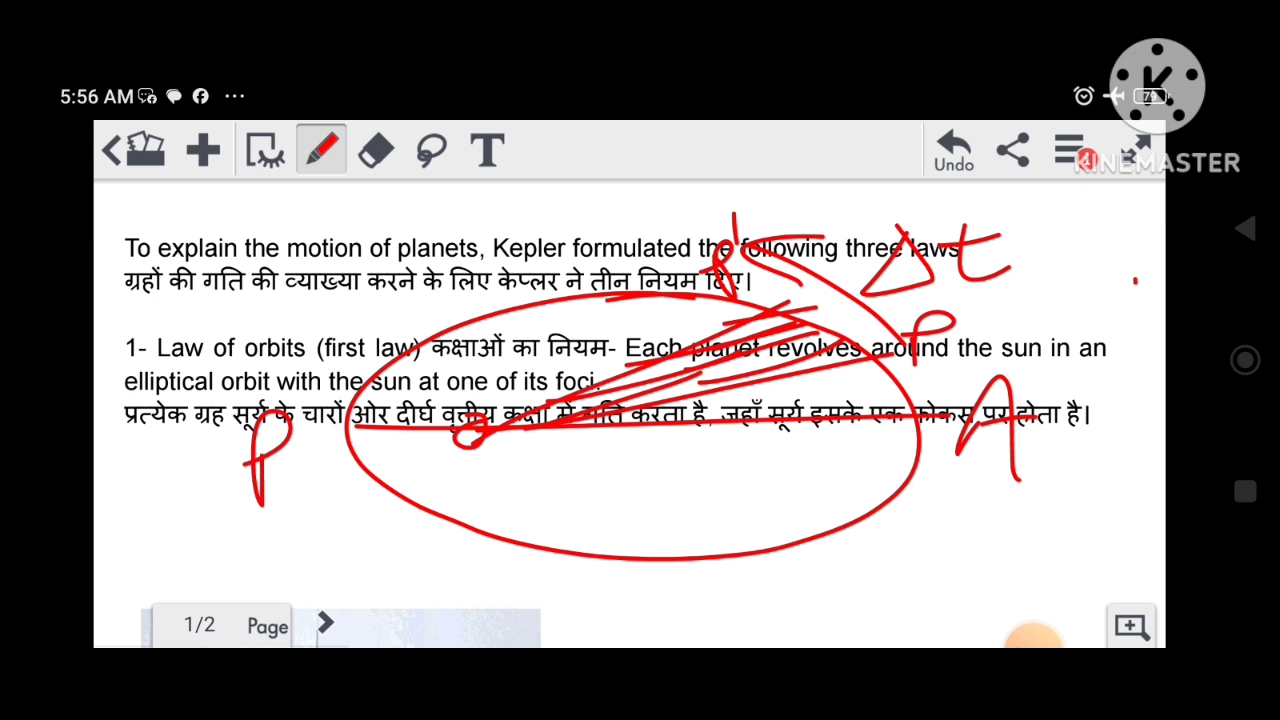 5:56 AM
79
KINEMASTER
Undo
4
To explain the motion of planets, Kepler formulated the following three laws
ग्रहों की गति की व्याख्या करने के लिए केप्लर ने तीन नियम दिए।
P'
Δt
1- Law of orbits (first law) कक्षाओं का नियम- Each planet revolves around the sun in an
P
elliptical orbit with the sun at one of its foci.
प्रत्येक ग्रह सूर्य के चारों ओर दीर्घ वृत्तीय कक्षा में गति करता है, जहाँ सूर्य इसके एक फोकस पर होता है।
P
A
1/2 Page